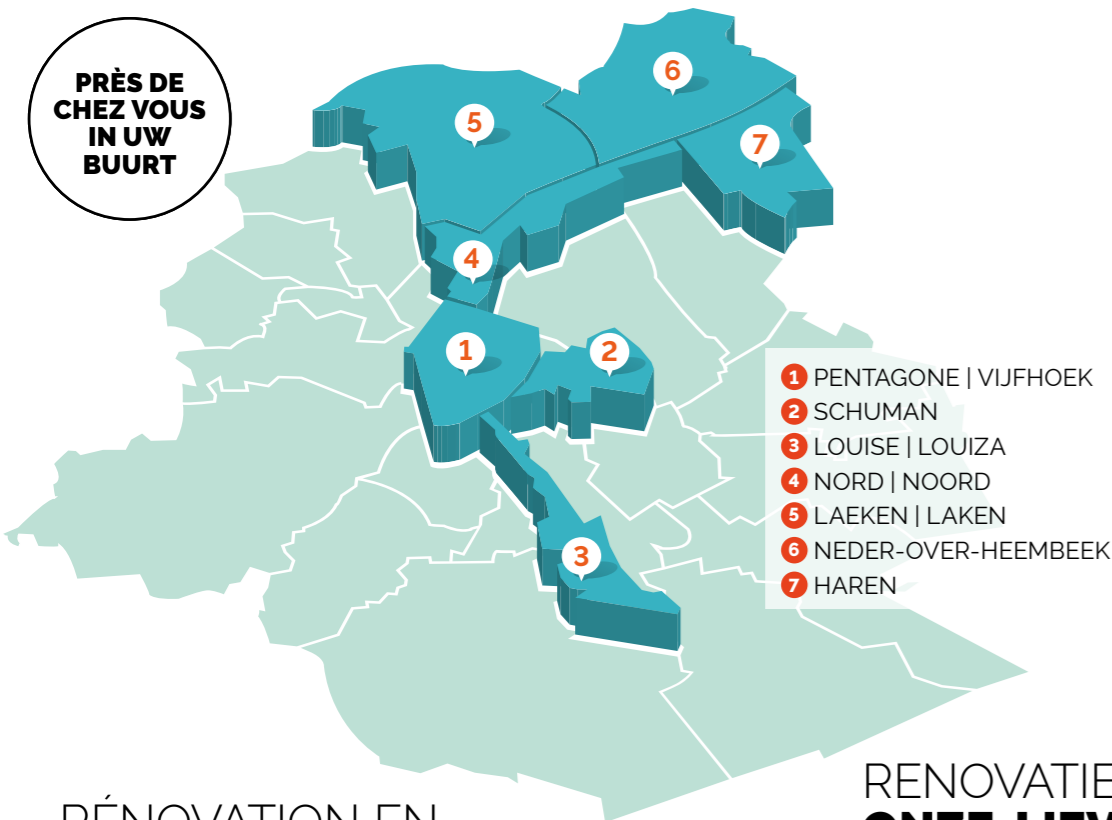 PRÈS DE
CHEZ VOUS
IN UW
BUURT
6
5
7
4
1
2
3
1 PENTAGONE | VIJFHOEK
2 SCHUMAN
3 LOUISE | LOUIZA
4 NORD | NOORD
5 LAEKEN | LAKEN
6 NEDER-OVER-HEEMBEEK
7 HAREN
RÉNOVATION EN
RENOVATIE